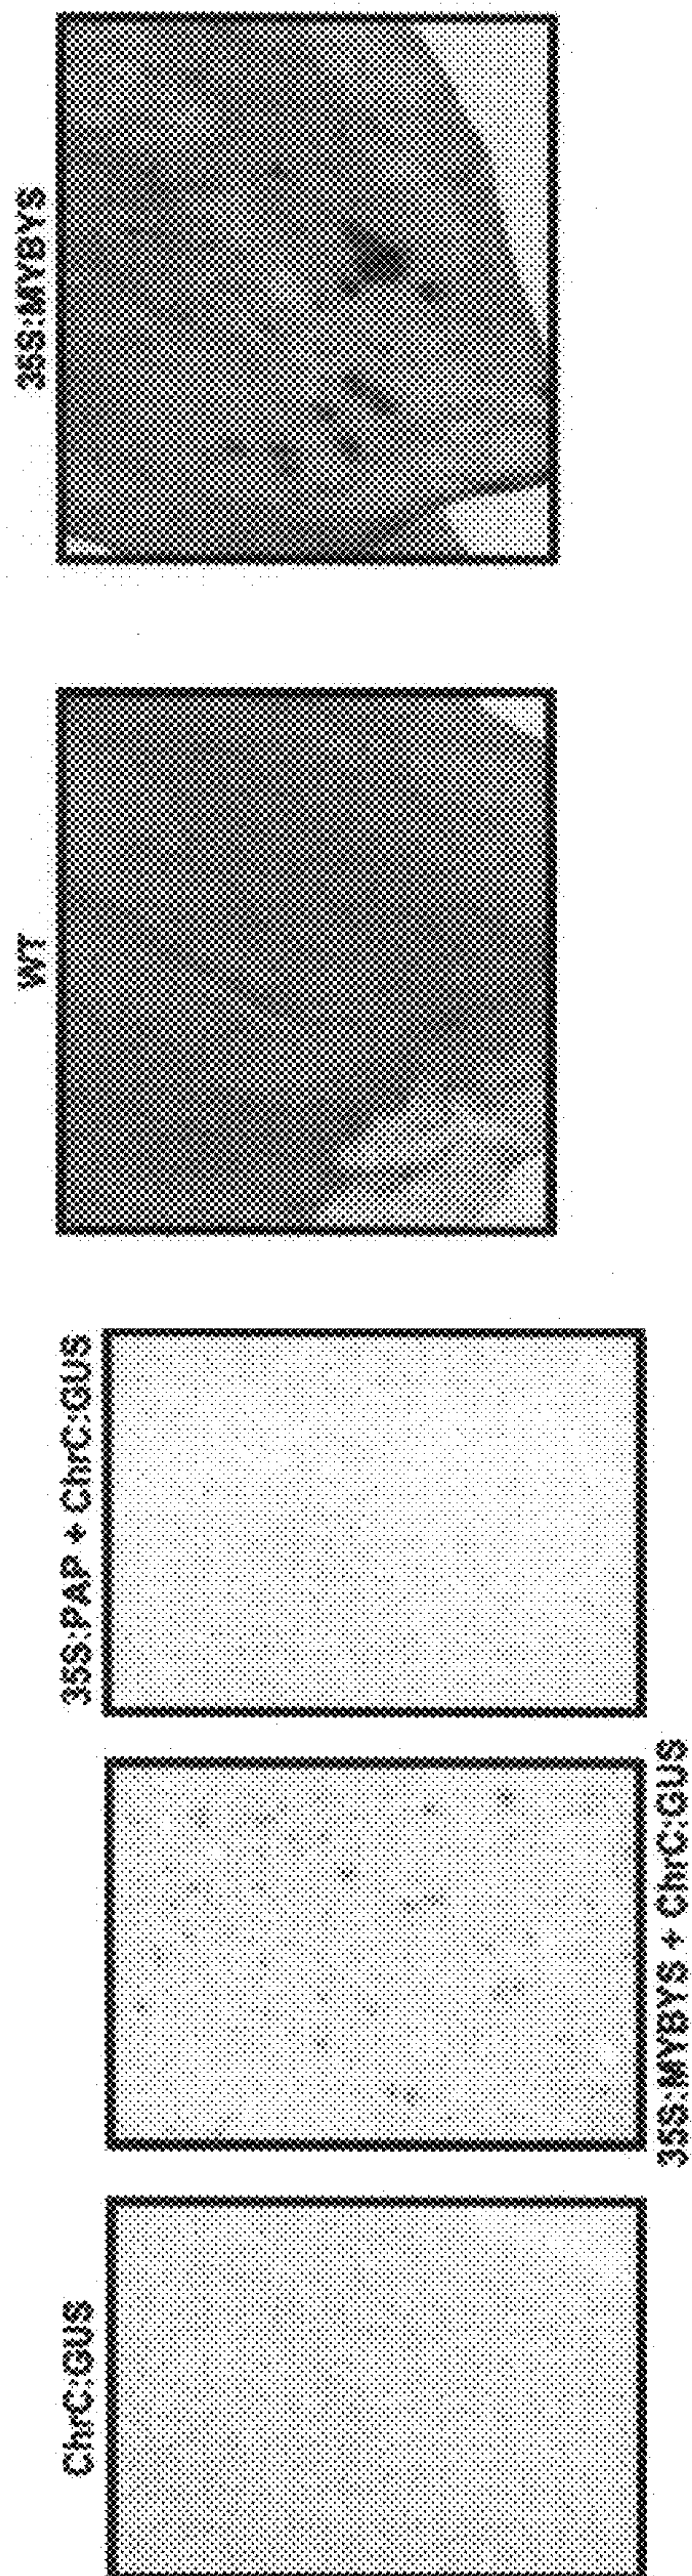 ChrC:GUS
35S:MYBYS + ChrC:GUS
35S:PAP + ChrC:GUS
WT
35S:MYBYS